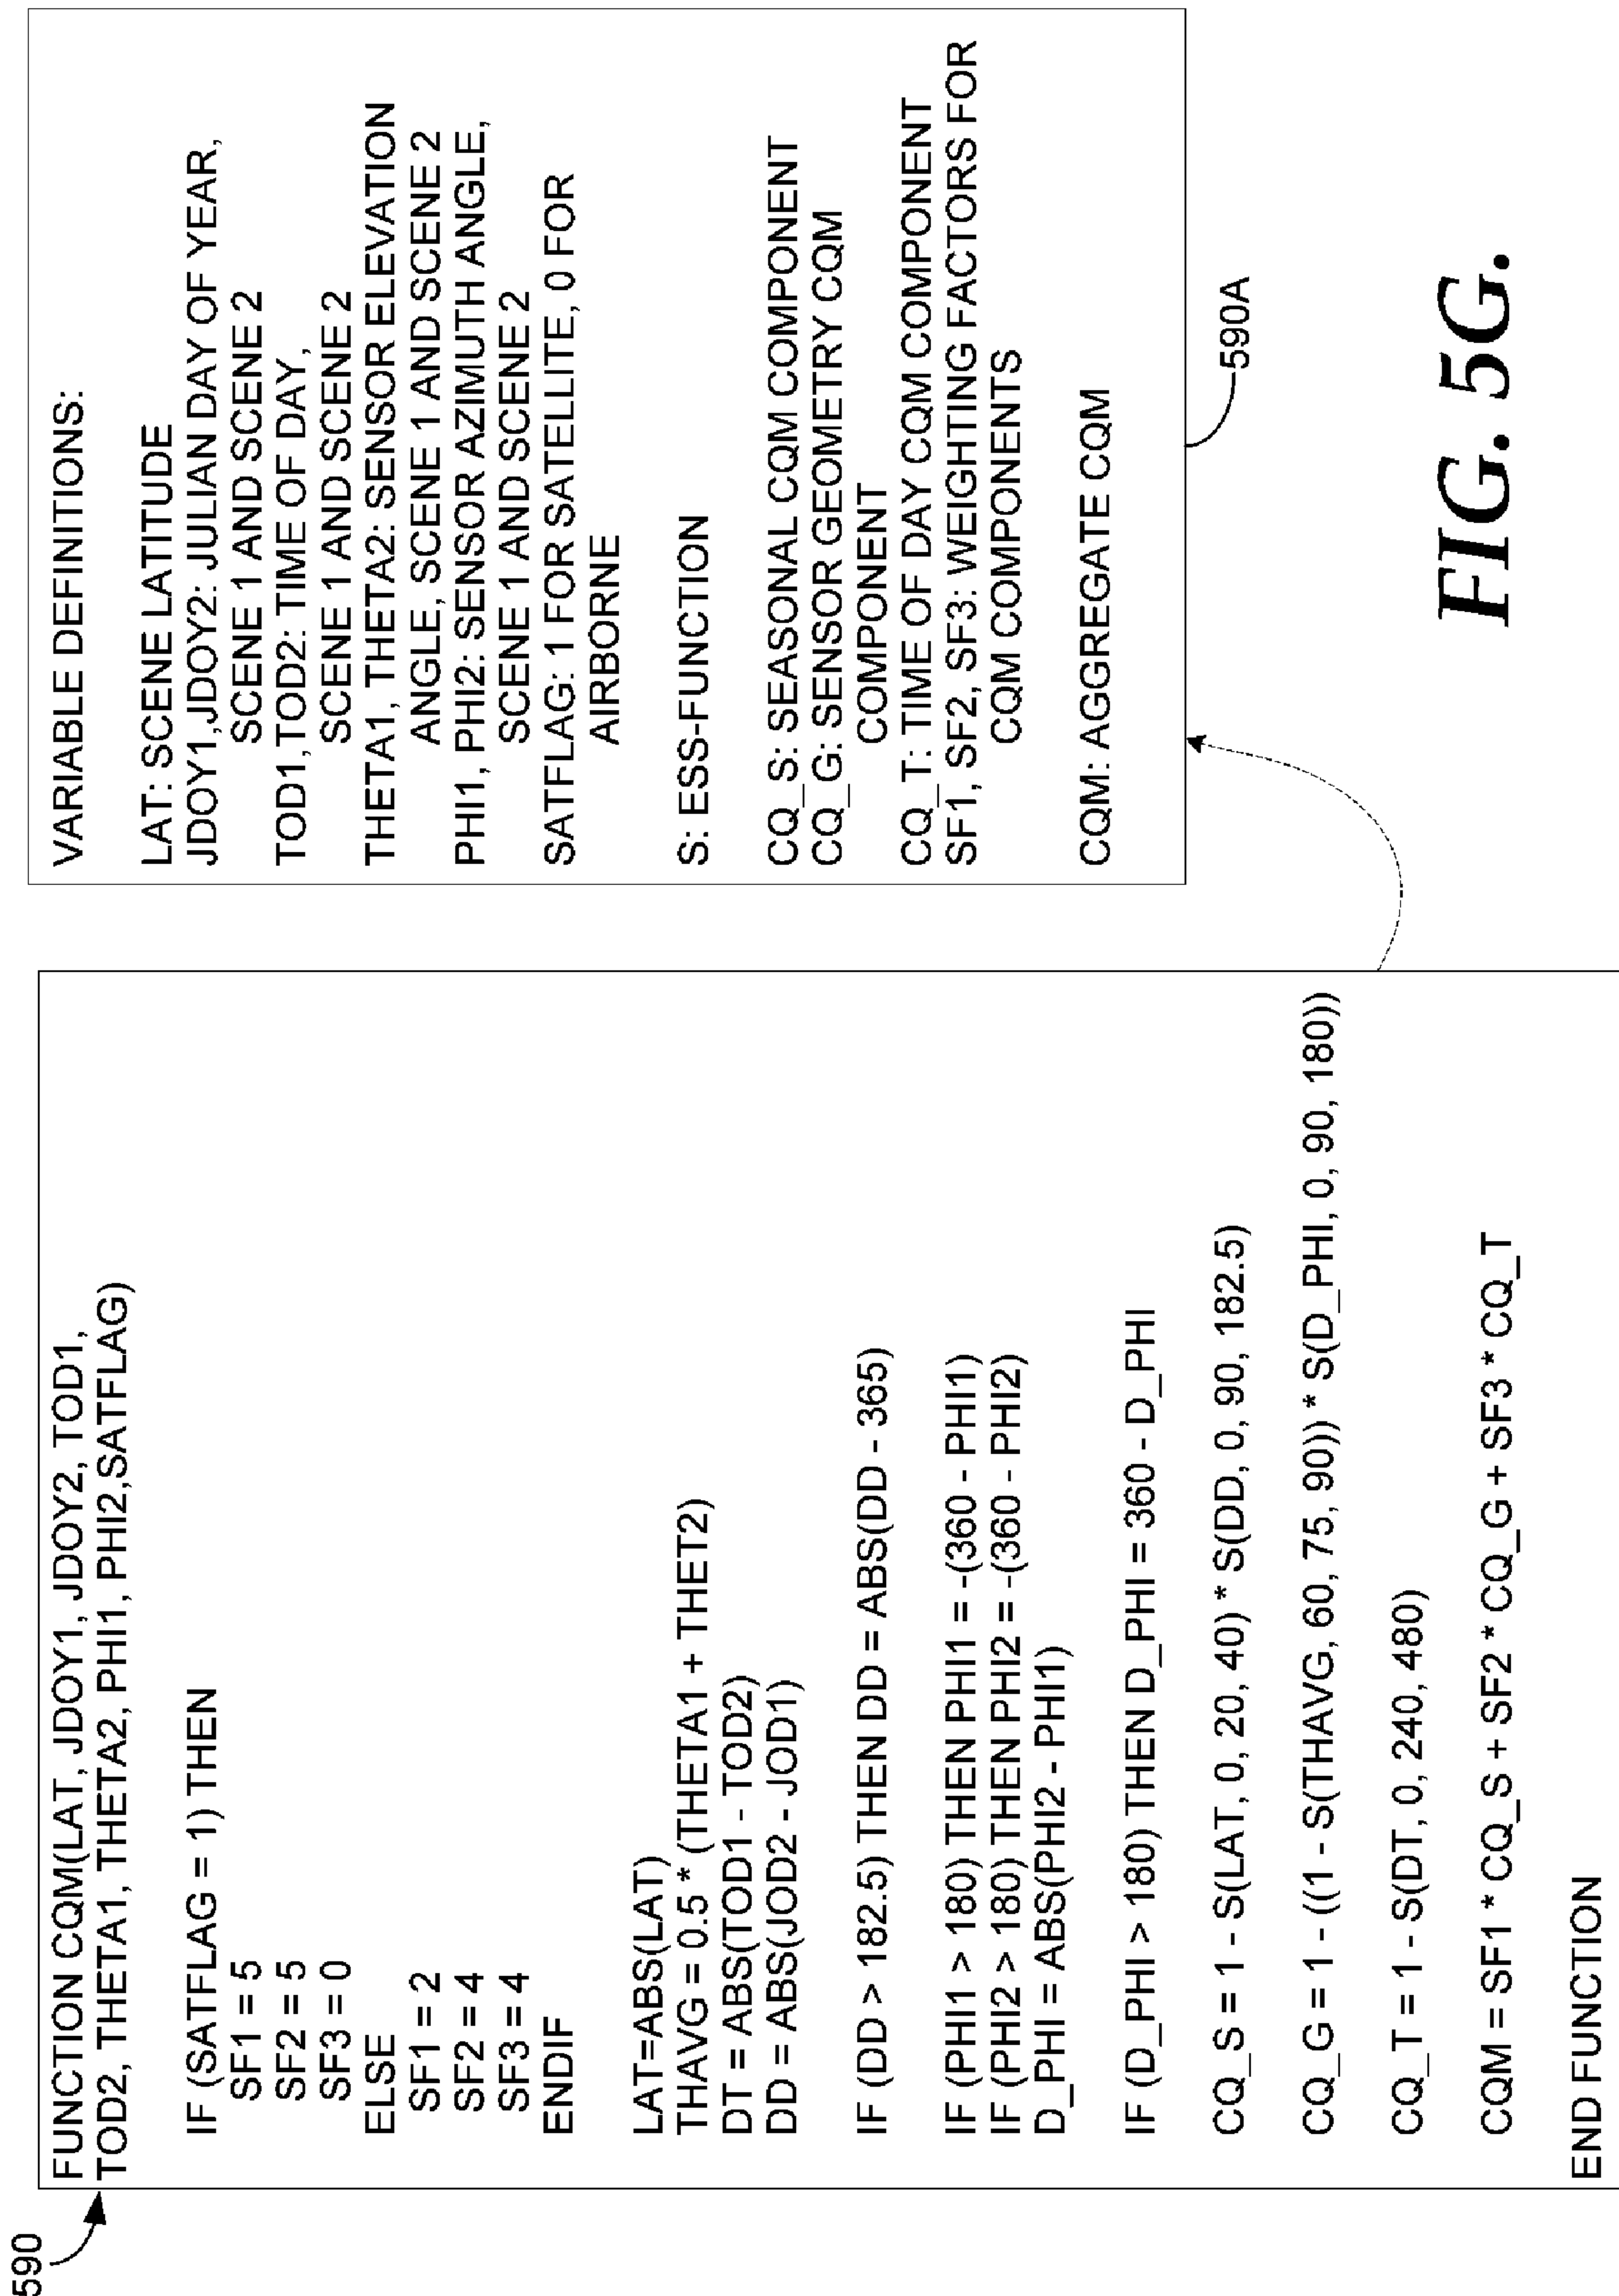 590
FUNCTION CQM(LAT, JDOY1, JDOY2, TOD1,
TOD2, THETA1, THETA2, PHI1, PHI2,SATFLAG)
IF (SATFLAG = 1) THEN
SF1 = 5
SF2 = 5
SF3 = 0
ELSE
SF1 = 2
SF2 = 4
SF3 = 4
ENDIF
LAT=ABS(LAT)
THAVG = 0.5 * (THETA1 + THET2)
DT = ABS(TOD1 - TOD2)
DD = ABS(JOD2 - JOD1)
IF (DD > 182.5) THEN DD = ABS(DD - 365)
IF (PHI1 > 180) THEN PHI1 = -(360 - PHI1)
IF (PHI2 > 180) THEN PHI2 = -(360 - PHI2)
D_PHI = ABS(PHI2 - PHI1)
IF (D_PHI > 180) THEN D_PHI = 360 - D_PHI
CQ_S = 1 - S(LAT, 0, 20, 40) * S(DD, 0, 90, 182.5)
CQ_G = 1 - ((1 - S(THAVG, 60, 75, 90)) * S(D_PHI, 0, 90, 180))
CQ_T = 1 - S(DT, 0, 240, 480)
CQM = SF1 * CQ_S + SF2 * CQ_G + SF3 * CQ_T
END FUNCTION
VARIABLE DEFINITIONS:
LAT: SCENE LATITUDE
JDOY1,JDOY2: JULIAN DAY OF YEAR,
SCENE 1 AND SCENE 2
TOD1,TOD2: TIME OF DAY,
SCENE 1 AND SCENE 2
THETA1, THETA2: SENSOR ELEVATION
ANGLE, SCENE 1 AND SCENE 2
PHI1, PHI2: SENSOR AZIMUTH ANGLE,
SCENE 1 AND SCENE 2
SATFLAG: 1 FOR SATELLITE, 0 FOR
AIRBORNE
S: ESS-FUNCTION
CQ_S: SEASONAL CQM COMPONENT
CQ_G: SENSOR GEOMETRY CQM
COMPONENT
CQ_T: TIME OF DAY CQM COMPONENT
SF1, SF2, SF3: WEIGHTING FACTORS FOR
CQM COMPONENTS
CQM: AGGREGATE CQM
590A
FIG. 5G.